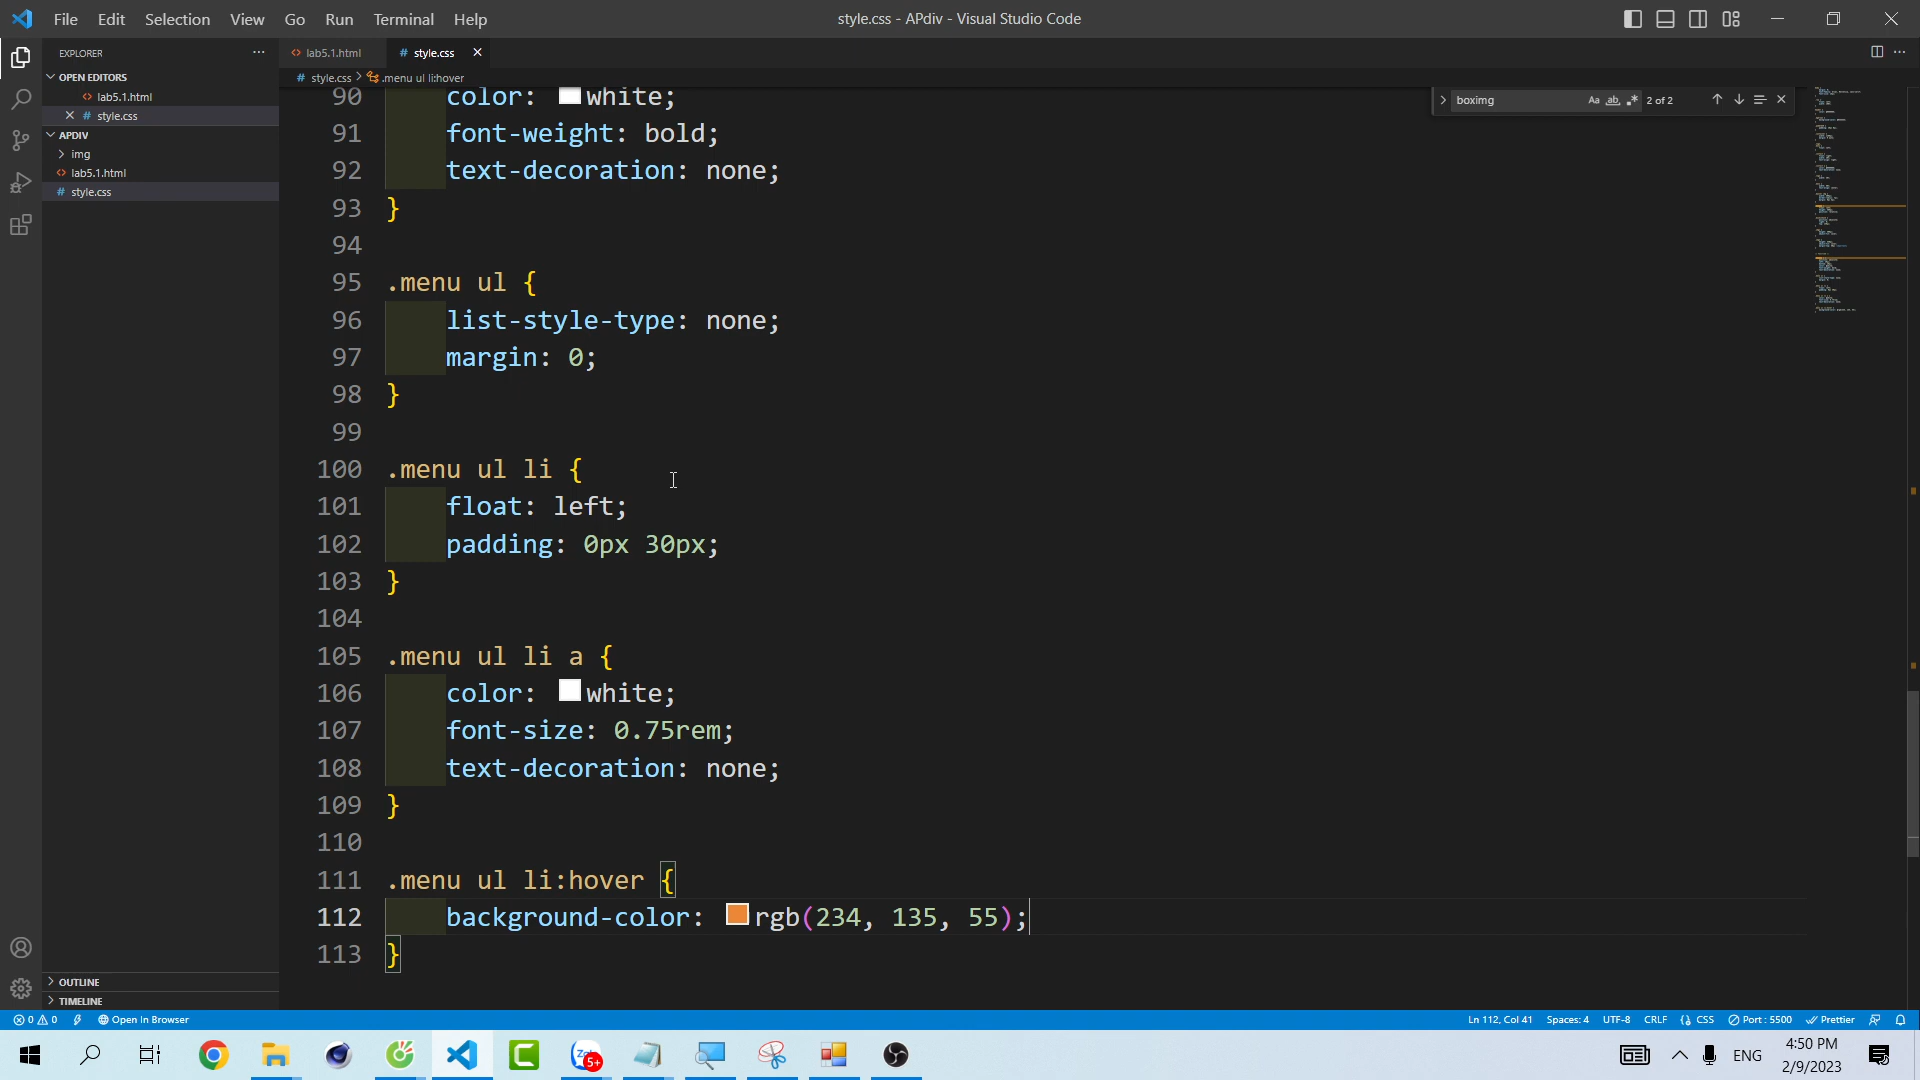 File Edit Selection View Go Run Terminal Help
style.css - APdiv - Visual Studio Code
EXPLORER
OPEN EDITORS
lab5.1.html
style.css
APDIV
img
lab5.1.html
style.css
OUTLINE
TIMELINE
lab5.1.html
style.css
style.css > .menu ul li:hover
boximg
Aa ab 2 of 2
90 color: white;
91 font-weight: bold;
92 text-decoration: none;
93 }
94
95 .menu ul {
96 list-style-type: none;
97 margin: 0;
98 }
99
100 .menu ul li {
101 float: left;
102 padding: 0px 30px;
103 }
104
105 .menu ul li a {
106 color: white;
107 font-size: 0.75rem;
108 text-decoration: none;
109 }
110
111 .menu ul li:hover {
112 background-color: rgb(234, 135, 55);
113 }
0 0 Open In Browser
Ln 112, Col 41 Spaces: 4 UTF-8 CRLF {} CSS Port : 5500 Prettier
5+
ENG
4:50 PM
2/9/2023